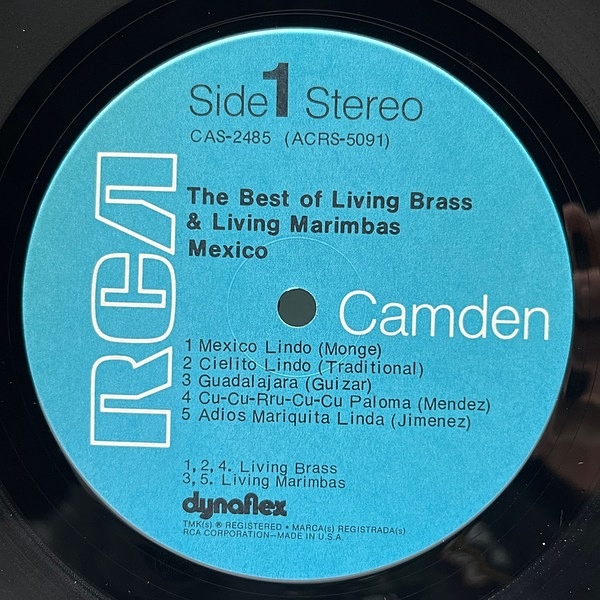 Side 1 Stereo
CAS-2485 (ACRS-5091)
The Best of Living Brass
& Living Marimbas
Mexico
RCA
Camden
1 Mexico Lindo (Monge)
2 Cielito Lindo (Traditional)
3 Guadalajara (Guizar)
4 Cu-Cu-Rru-Cu-Cu Paloma (Mendez)
5 Adios Mariquita Linda (Jimenez)
1, 2, 4. Living Brass
3, 5. Living Marimbas
dynaflex
TMK(s) ® REGISTERED • MARCA(s) REGISTRADA(s)
RCA CORPORATION—MADE IN U.S.A.